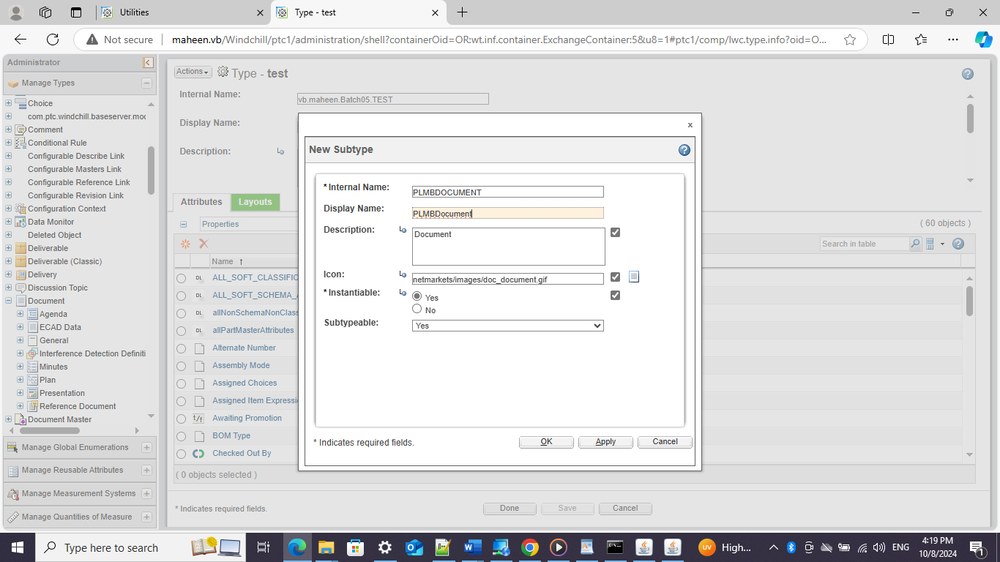 Utilities
Type - test
Not secure
maheen.vb/Windchill/ptc1/administration/shell?containerOid=OR:wt.inf.container.ExchangeContainer:5&u8=1#ptc1/comp/lwc.type.info?oid=O...
Administrator
Manage Types
Choice
com.ptc.windchill.baseserver.moc
Comment
Conditional Rule
Configurable Describe Link
Configurable Masters Link
Configurable Reference Link
Configurable Revision Link
Configuration Context
Data Monitor
Deleted Object
Deliverable
Deliverable (Classic)
Delivery
Discussion Topic
Document
Agenda
ECAD Data
General
Interference Detection Definiti
Minutes
Plan
Presentation
Reference Document
Document Master
Manage Global Enumerations
Manage Reusable Attributes
Manage Measurement Systems
Manage Quantities of Measure
Actions
Type - test
Internal Name:
vb.maheen.Batch05.TEST
Display Name:
Description:
Attributes
Layouts
Properties
( 60 objects )
Search in table
Name ↑
DL ALL_SOFT_CLASSIFIC
DL ALL_SOFT_SCHEMA_A
DL allNonSchemaNonClass
DL allPartMasterAttributes
Alternate Number
Assembly Mode
Assigned Choices
Assigned Item Expressi
t/f Awaiting Promotion
BOM Type
Checked Out By
( 0 objects selected )
* Indicates required fields.
Done
Save
Cancel
x
New Subtype
* Internal Name:
PLMBDOCUMENT
Display Name:
PLMBDocument
Description:
Document
Icon:
netmarkets/images/doc_document.gif
* Instantiable:
Yes
No
Subtypeable:
Yes
* Indicates required fields.
OK
Apply
Cancel
Type here to search
UV
High...
ENG
4:19 PM
10/8/2024
1